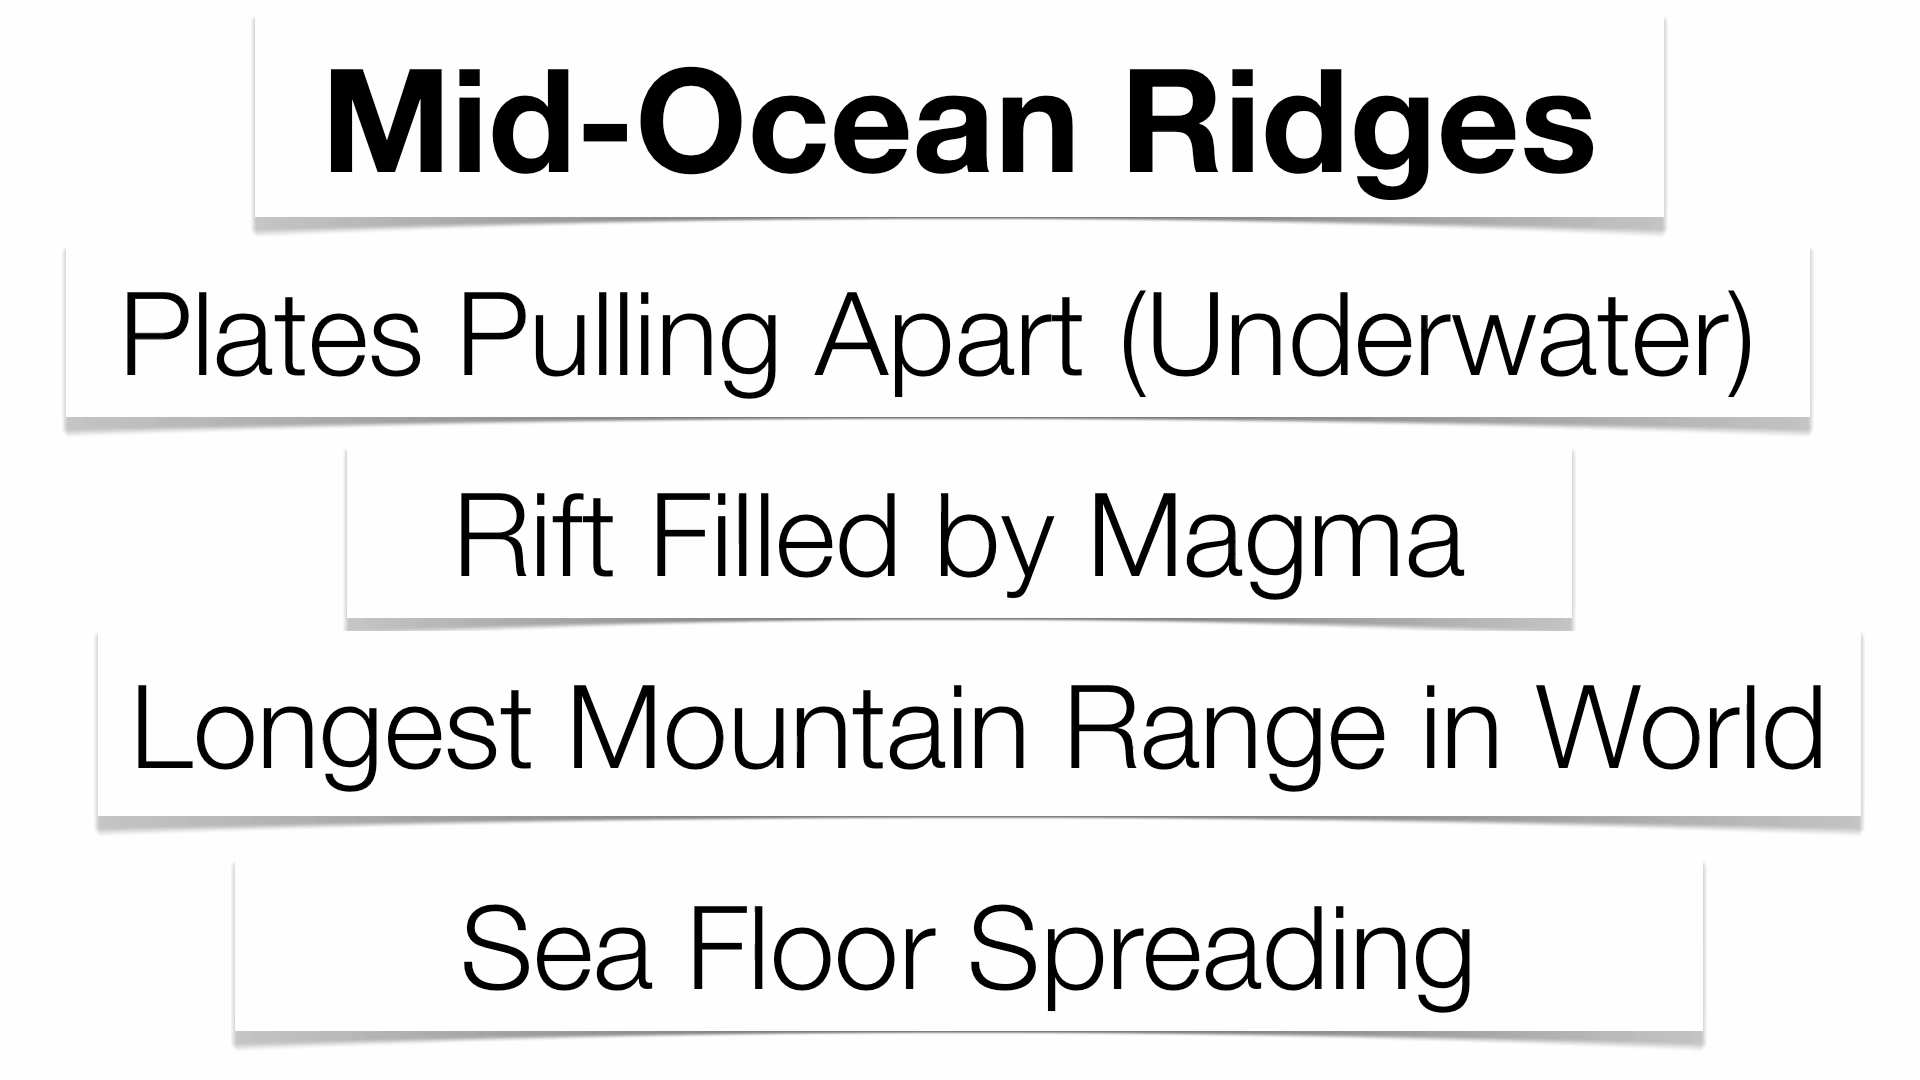 Mid-Ocean Ridges
Plates Pulling Apart (Underwater)
Rift Filled by Magma
Longest Mountain Range in World
Sea Floor Spreading